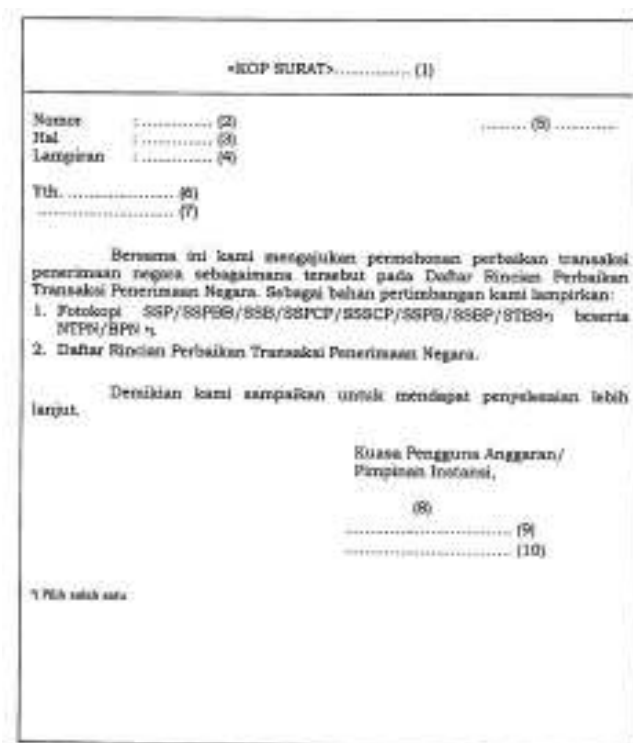 <KOP SURAT>.............. (1)
Nomor : ............. (2) ........ (5) ............
Hal : ............. (3)
Lampiran : ............. (4)
Yth. ...................... (6)
........................... (7)
Bersama ini kami mengajukan permohonan perbaikan transaksi
penerimaan negara sebagaimana tersebut pada Daftar Rincian Perbaikan
Transaksi Penerimaan Negara. Sebagai bahan pertimbangan kami lampirkan:
1. Fotokopi SSP/SSPBB/SSB/SSPCP/SSSCP/SSPB/SSBP/STBS*) beserta
NTPN/BPN *),
2. Daftar Rincian Perbaikan Transaksi Penerimaan Negara.
Demikian kami sampaikan untuk mendapat penyelesaian lebih
lanjut.
Kuasa Pengguna Anggaran/
Pimpinan Instansi,
(8)
................................. (9)
................................. (10)
*) Pilih salah satu